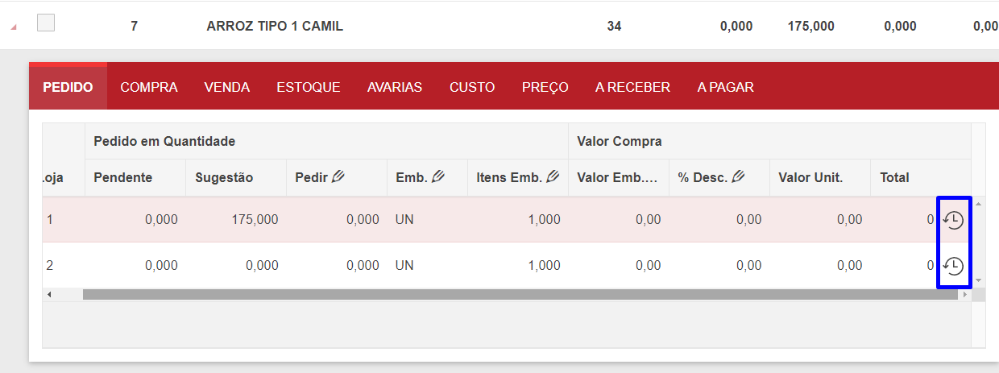 7 ARROZ TIPO 1 CAMIL 34 0,000 175,000 0,000 0,00
PEDIDO COMPRA VENDA ESTOQUE AVARIAS CUSTO PREÇO A RECEBER A PAGAR
Pedido em Quantidade Valor Compra
.oja Pendente Sugestão Pedir Emb. Itens Emb. Valor Emb.... % Desc. Valor Unit. Total
1 0,000 175,000 0,000 UN 1,000 0,00 0,00 0,00 0
2 0,000 0,000 0,000 UN 1,000 0,00 0,00 0,00 0